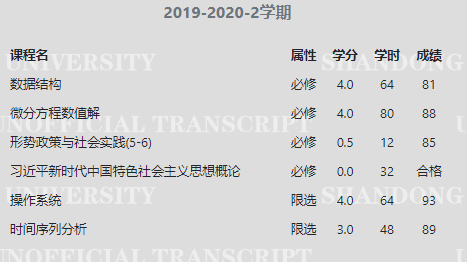 2019-2020-2学期
UNIVERSITY SHANDONG
课程名 属性 学分 学时 成绩
数据结构 必修 4.0 64 81
微分方程数值解 必修 4.0 80 88
UNOFFICIAL TRANSCRIPT
形势政策与社会实践(5-6) 必修 0.5 12 85
习近平新时代中国特色社会主义思想概论 必修 0.0 32 合格
UNIVERSITY SHANDONG
操作系统 限选 4.0 64 93
时间序列分析 限选 3.0 48 89
UNOFFICIAL TRANSCRIPT